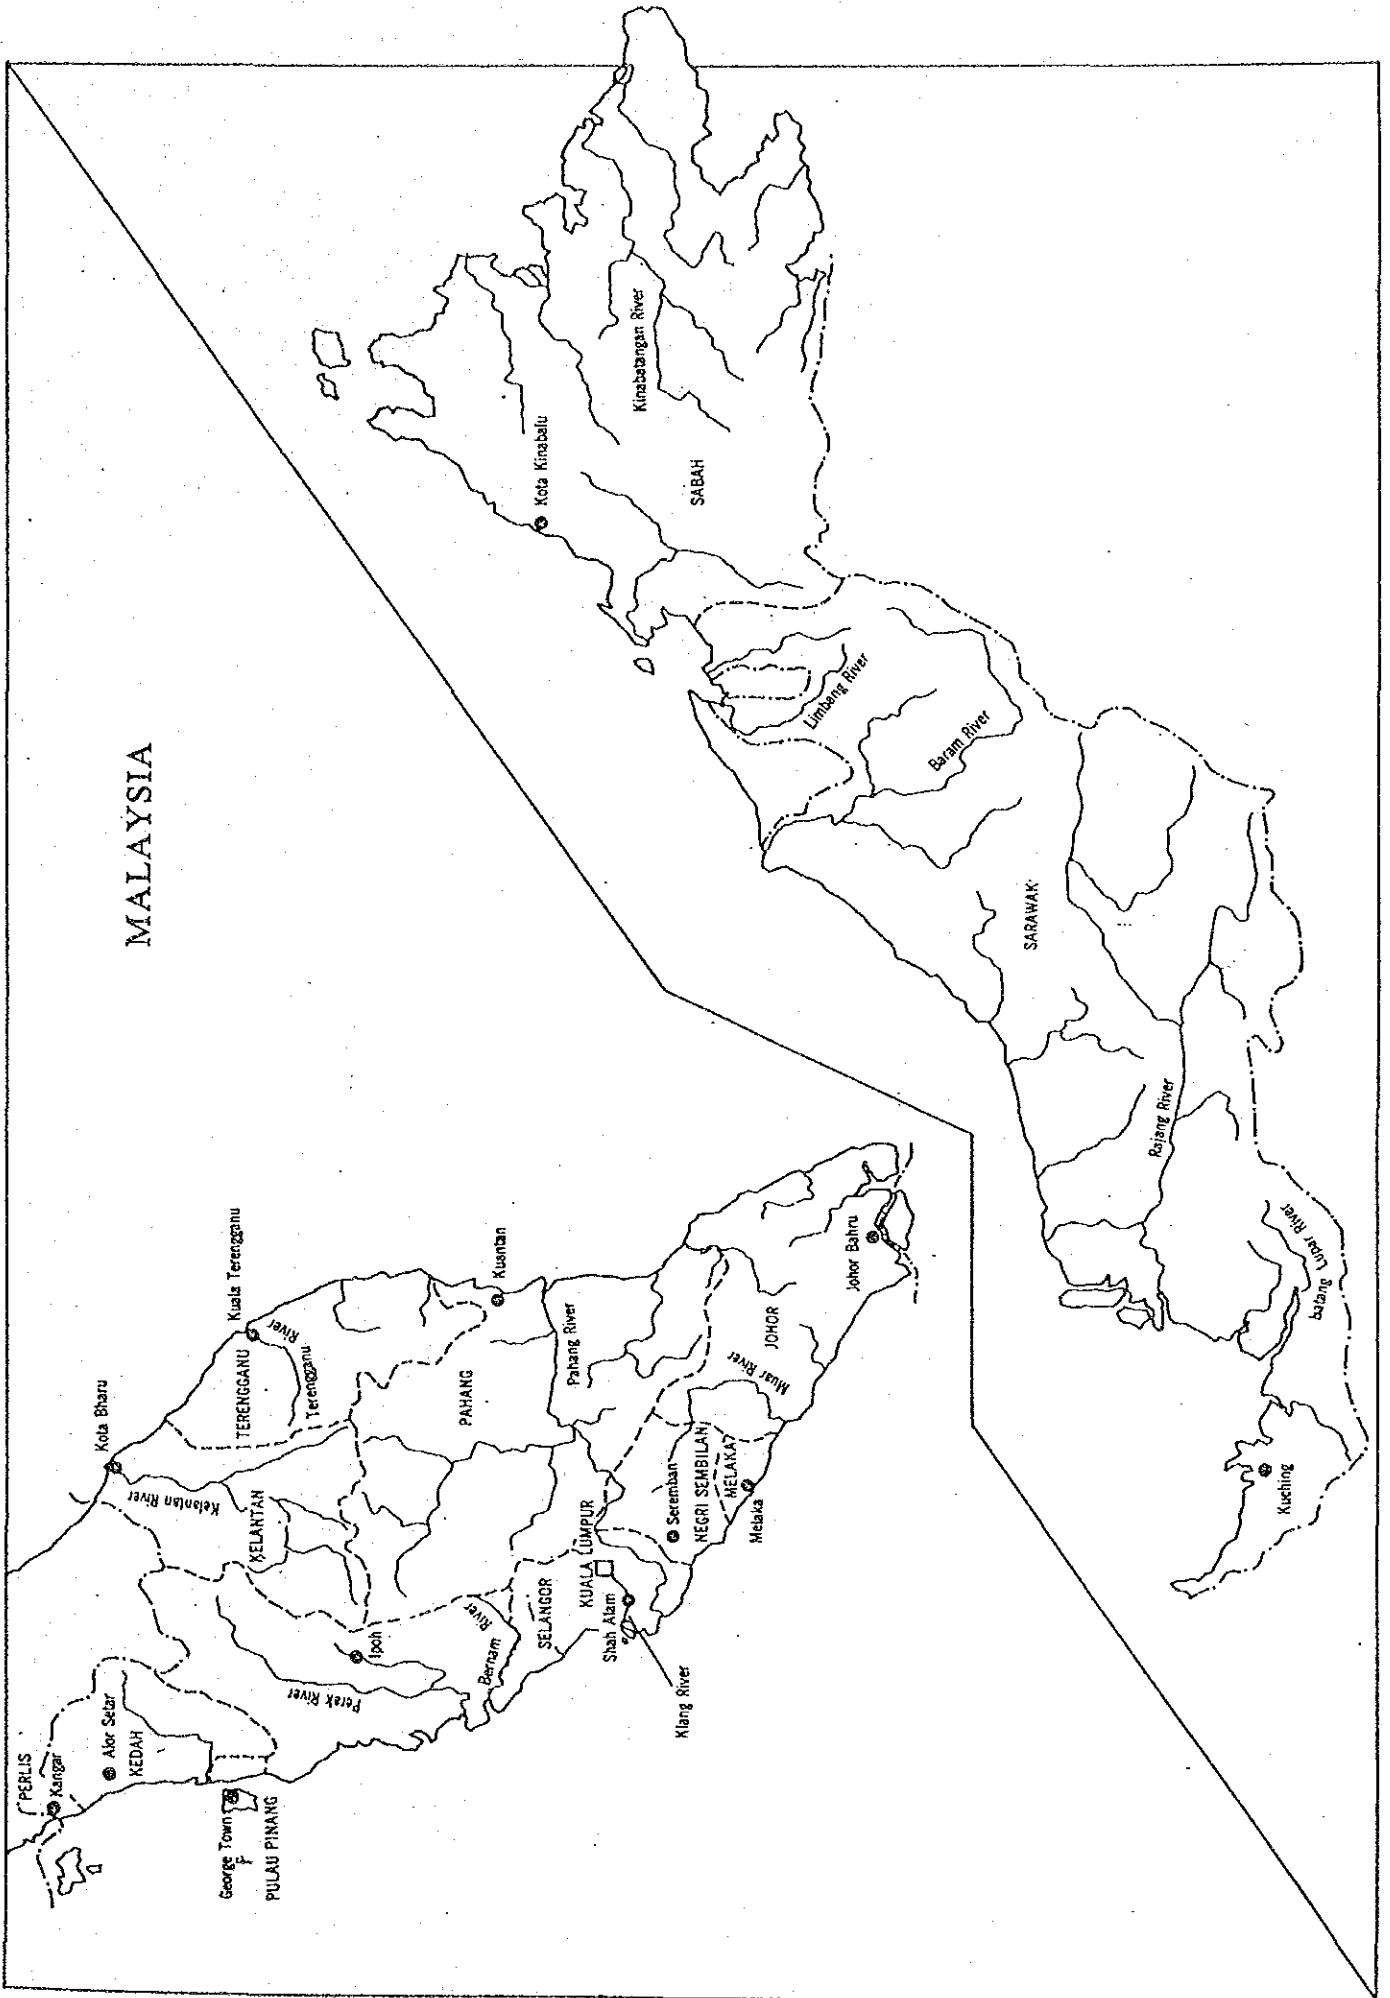 MALAYSIA
PERLIS
Kangar
Alor Setar
KEDAH
George Town
PULAU PINANG
Kota Bharu
Kelantan River
KELANTAN
Kuala Terengganu
TERENGGANU
Terengganu River
Perak River
Ipoh
Bernam River
PAHANG
Kuantan
Pahang River
SELANGOR
KUALA LUMPUR
Shah Alam
Klang River
Seremban
NEGRI SEMBILAN
MELAKA
Melaka
Muar River
JOHOR
Johor Bahru
Kota Kinabalu
Kinabatangan River
SABAH
Limbang River
Baram River
SARAWAK
Rajang River
batang Lupar River
Kuching